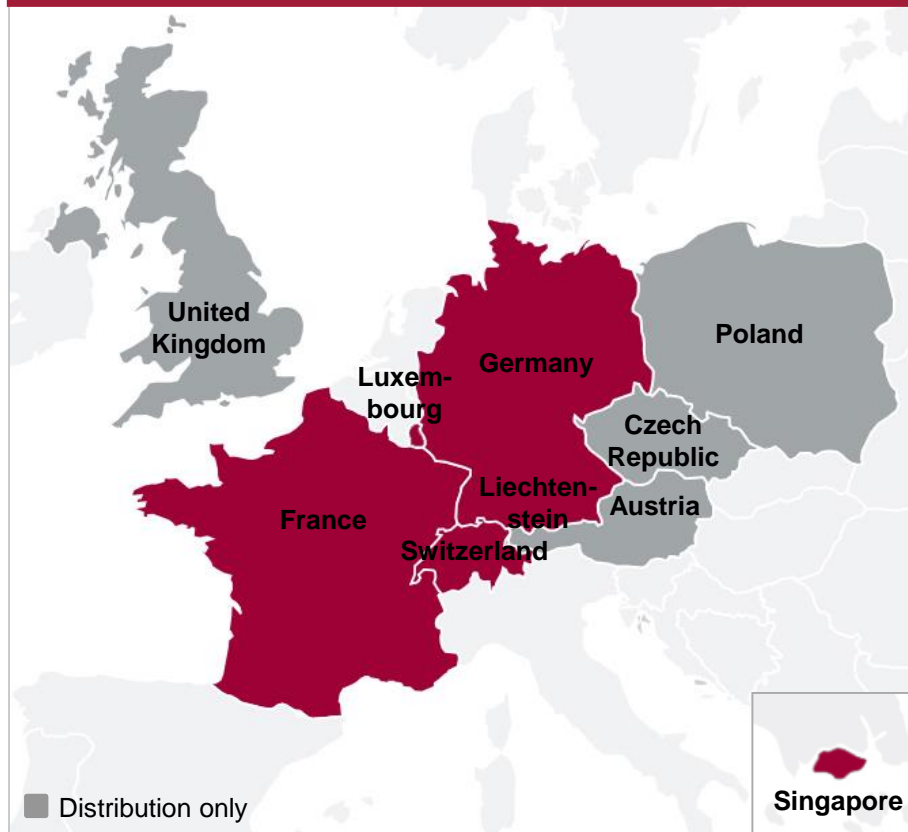 United
Kingdom
Poland
Germany
Luxem-
bourg
Czech
Republic
Liechten-
stein
Austria
France
Switzerland
Singapore
Distribution only